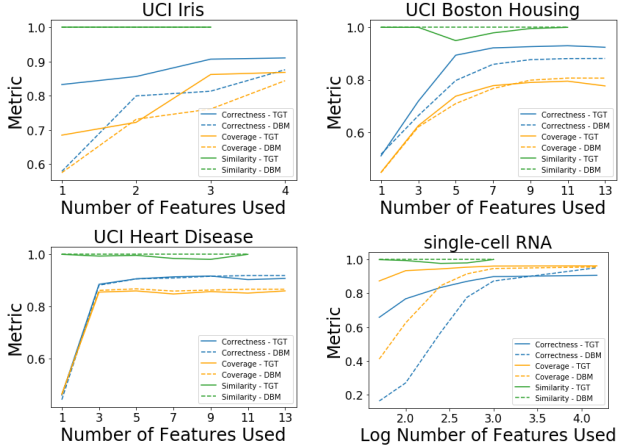 UCI Iris
1.0
0.9
0.8
0.7
0.6
Metric
Correctness - TGT
Correctness - DBM
Coverage - TGT
Coverage - DBM
Similarity - TGT
Similarity - DBM
1 2 3 4
Number of Features Used
UCI Boston Housing
1.0
0.8
0.6
Metric
Correctness - TGT
Correctness - DBM
Coverage - TGT
Coverage - DBM
Similarity - TGT
Similarity - DBM
1 3 5 7 9 11 13
Number of Features Used
UCI Heart Disease
1.0
0.8
0.6
Metric
Correctness - TGT
Correctness - DBM
Coverage - TGT
Coverage - DBM
Similarity - TGT
Similarity - DBM
1 3 5 7 9 11 13
Number of Features Used
single-cell RNA
1.0
0.8
0.6
0.4
0.2
Metric
Correctness - TGT
Correctness - DBM
Coverage - TGT
Coverage - DBM
Similarity - TGT
Similarity - DBM
2.0 2.5 3.0 3.5 4.0
Log Number of Features Used